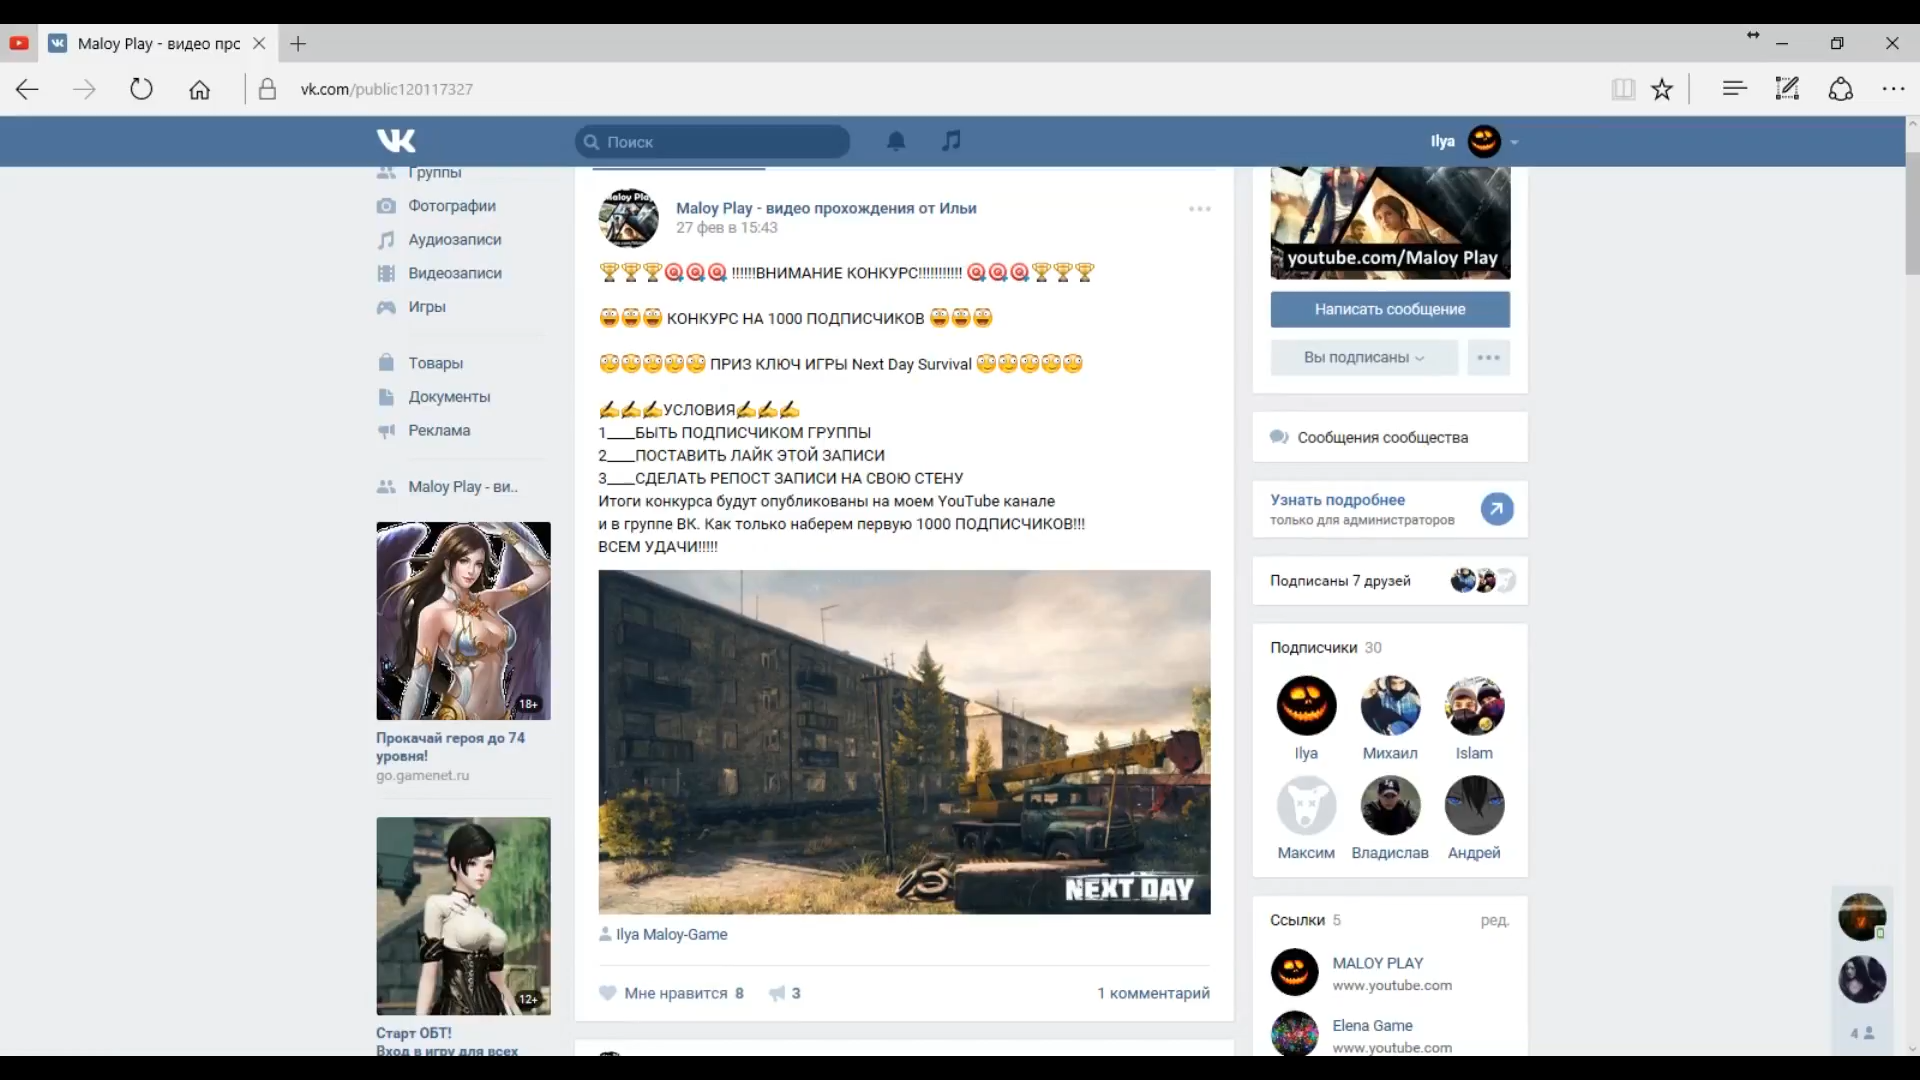 Maloy Play - видео прс
vk.com/public120117327
Поиск
Ilya
Группы
Фотографии
Аудиозаписи
Видеозаписи
Игры
Товары
Документы
Реклама
Maloy Play - ви..
18+
Прокачай героя до 74
уровня!
go.gamenet.ru
12+
Старт ОБТ!
Вход в игру для всех
Maloy Play - видео прохождения от Ильи
27 фев в 15:43
!!!!!!ВНИМАНИЕ КОНКУРС!!!!!!!!!!!
КОНКУРС НА 1000 ПОДПИСЧИКОВ
ПРИЗ КЛЮЧ ИГРЫ Next Day Survival
УСЛОВИЯ
1____БЫТЬ ПОДПИСЧИКОМ ГРУППЫ
2____ПОСТАВИТЬ ЛАЙК ЭТОЙ ЗАПИСИ
3____СДЕЛАТЬ РЕПОСТ ЗАПИСИ НА СВОЮ СТЕНУ
Итоги конкурса будут опубликованы на моем YouTube канале
и в группе ВК. Как только наберем первую 1000 ПОДПИСЧИКОВ!!!
ВСЕМ УДАЧИ!!!!!
NEXT DAY
Ilya Maloy-Game
Мне нравится 8 3
1 комментарий
youtube.com/Maloy Play
Написать сообщение
Вы подписаны
Сообщения сообщества
Узнать подробнее
только для администраторов
Подписаны 7 друзей
Подписчики 30
Ilya Михаил Islam
Максим Владислав Андрей
Ссылки 5 ред.
MALOY PLAY
www.youtube.com
Elena Game
www.youtube.com
4